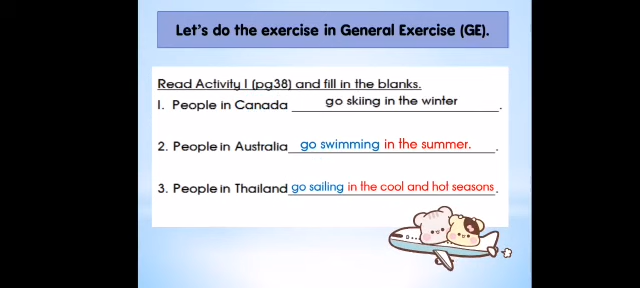 Let's do the exercise in General Exercise (GE).
Read Activity 1 (pg38) and fill in the blanks.
1. People in Canada go skiing in the winter.
2. People in Australia go swimming in the summer..
3. People in Thailand go sailing in the cool and hot seasons.